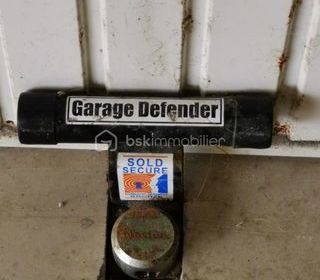 Garage Defender
bskimmobilier
SOLD
SECURE